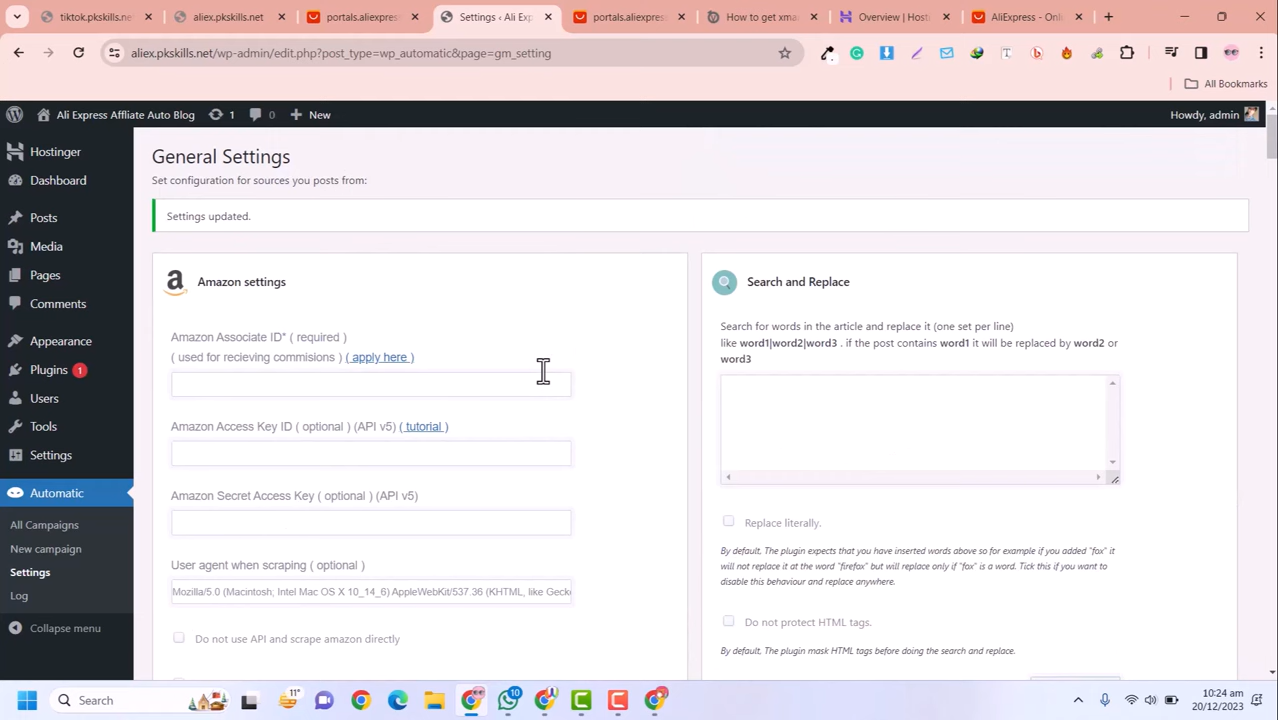 tiktok.pkskills.net/wp-ad
aliex.pkskills.net
portals.aliexpress
Settings ‹ Ali Exp
portals.aliexpres
How to get xma
Overview | Hosti
AliExpress - Onli
aliex.pkskills.net/wp-admin/edit.php?post_type=wp_automatic&page=gm_setting
All Bookmarks
Ali Express Affliate Auto Blog 1 0 New Howdy, admin
Hostinger
Dashboard
Posts
Media
Pages
Comments
Appearance
Plugins 1
Users
Tools
Settings
Automatic
All Campaigns
New campaign
Settings
Log
Collapse menu
General Settings
Set configuration for sources you posts from:
Settings updated.
Amazon settings
Amazon Associate ID* ( required )
( used for recieving commisions ) ( apply here )
Amazon Access Key ID ( optional ) (API v5) ( tutorial )
Amazon Secret Access Key ( optional ) (API v5)
User agent when scraping ( optional )
Mozilla/5.0 (Macintosh; Intel Mac OS X 10_14_6) AppleWebKit/537.36 (KHTML, like Geck
Do not use API and scrape amazon directly
Search and Replace
Search for words in the article and replace it (one set per line)
like word1|word2|word3 . if the post contains word1 it will be replaced by word2 or
word3
Replace literally.
By default, The plugin expects that you have inserted words above so for example if you added "fox" it
will not replace it at the word "firefox" but will replace only if "fox" is a word. Tick this if you want to
disable this behaviour and replace anywhere.
Do not protect HTML tags.
By default, The plugin mask HTML tags before doing the search and replace.
Search
11°
10
10:24 am
20/12/2023